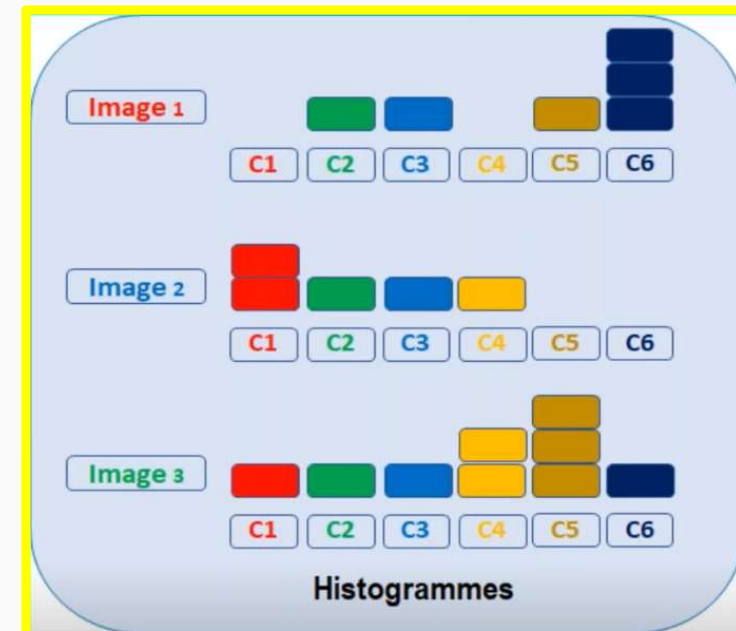 Image 1
C1 C2 C3 C4 C5 C6
Image 2
C1 C2 C3 C4 C5 C6
Image 3
C1 C2 C3 C4 C5 C6
Histogrammes